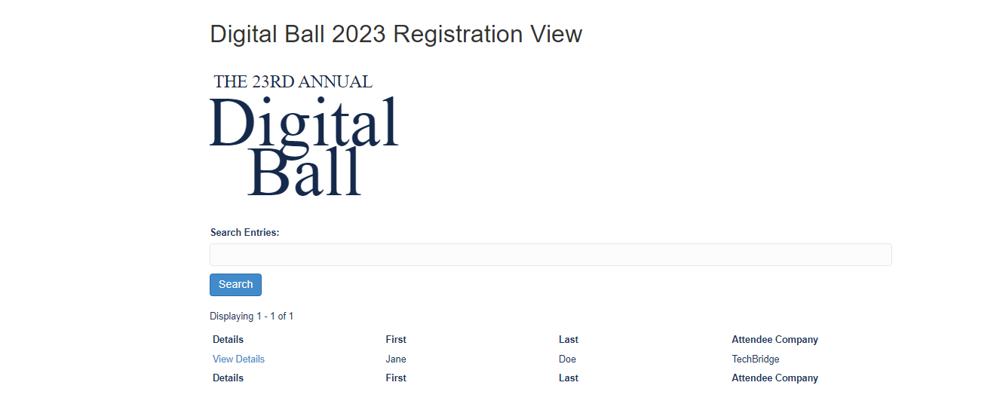 Digital Ball 2023 Registration View
THE 23RD ANNUAL
Digital
Ball
Search Entries:
Search
Displaying 1 - 1 of 1
Details First Last Attendee Company
View Details Jane Doe TechBridge
Details First Last Attendee Company